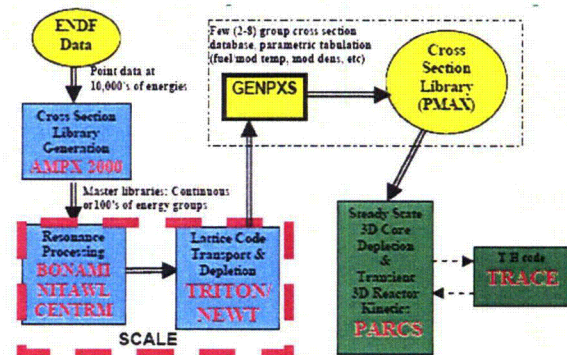 ENDF
Data
Point data at
10,000's of energies
Cross Section
Library
Generation
AMPX 2000
Master libraries: Continuous
or100's of energy groups
Resonance
Processing
BONAMI
NITAWL
CENTRM
Lattice Code
Transport &
Depletion
TRITON/
NEWT
SCALE
Few (2-8) group cross section
database, parametric tabulation
(fuel/mod temp, mod dens, etc)
GENPXS
Cross
Section
Library
(PMAX)
Steady State
3D Core
Depletion
&
Transient
3D Reactor
Kinetics
PARCS
T/H code
TRACE